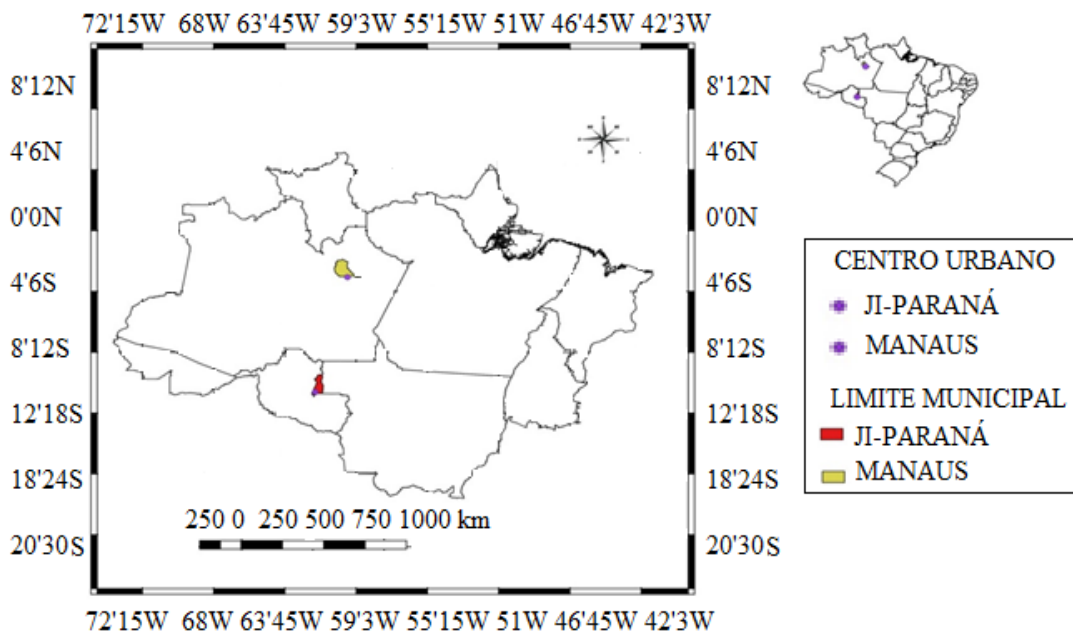 72'15W 68W 63'45W 59'3W 55'15W 51W 46'45W 42'3W
8'12N 8'12N
4'6N 4'6N
0'0N 0'0N
4'6S 4'6S
8'12S 8'12S
12'18S 12'18S
18'24S 18'24S
20'30S 20'30S
250 0 250 500 750 1000 km
72'15W 68W 63'45W 59'3W 55'15W 51W 46'45W 42'3W
CENTRO URBANO
JI-PARANÁ
MANAUS
LIMITE MUNICIPAL
JI-PARANÁ
MANAUS